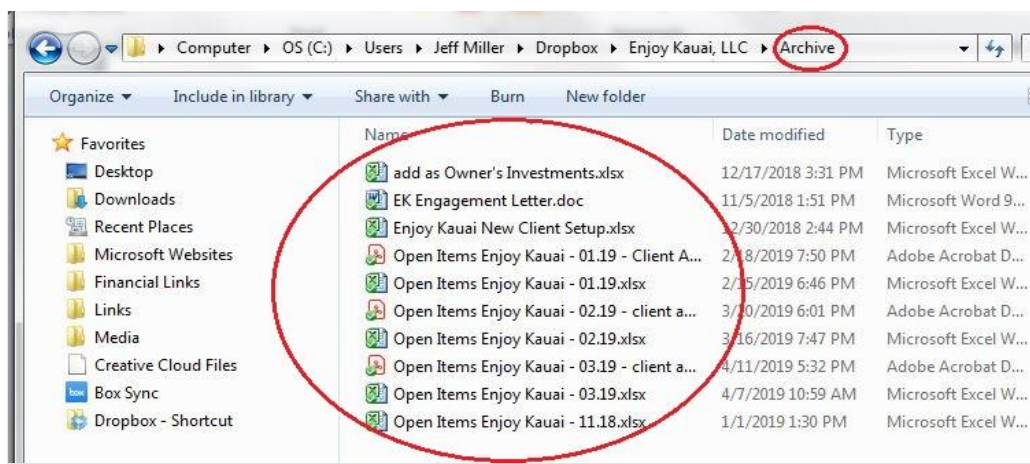 Computer ▸ OS (C:) ▸ Users ▸ Jeff Miller ▸ Dropbox ▸ Enjoy Kauai, LLC ▸ Archive
Organize Include in library Share with Burn New folder
Favorites
Desktop
Downloads
Recent Places
Microsoft Websites
Financial Links
Links
Media
Creative Cloud Files
box Box Sync
Dropbox - Shortcut
Name Date modified Type
add as Owner's Investments.xlsx 12/17/2018 3:31 PM Microsoft Excel W...
EK Engagement Letter.doc 11/5/2018 1:51 PM Microsoft Word 9...
Enjoy Kauai New Client Setup.xlsx 12/30/2018 2:44 PM Microsoft Excel W...
Open Items Enjoy Kauai - 01.19 - Client A... 2/18/2019 7:50 PM Adobe Acrobat D...
Open Items Enjoy Kauai - 01.19.xlsx 2/15/2019 6:46 PM Microsoft Excel W...
Open Items Enjoy Kauai - 02.19 - client a... 3/20/2019 6:01 PM Adobe Acrobat D...
Open Items Enjoy Kauai - 02.19.xlsx 3/16/2019 7:47 PM Microsoft Excel W...
Open Items Enjoy Kauai - 03.19 - client a... 4/11/2019 5:32 PM Adobe Acrobat D...
Open Items Enjoy Kauai - 03.19.xlsx 4/7/2019 10:59 AM Microsoft Excel W...
Open Items Enjoy Kauai - 11.18.xlsx 1/1/2019 1:30 PM Microsoft Excel W...